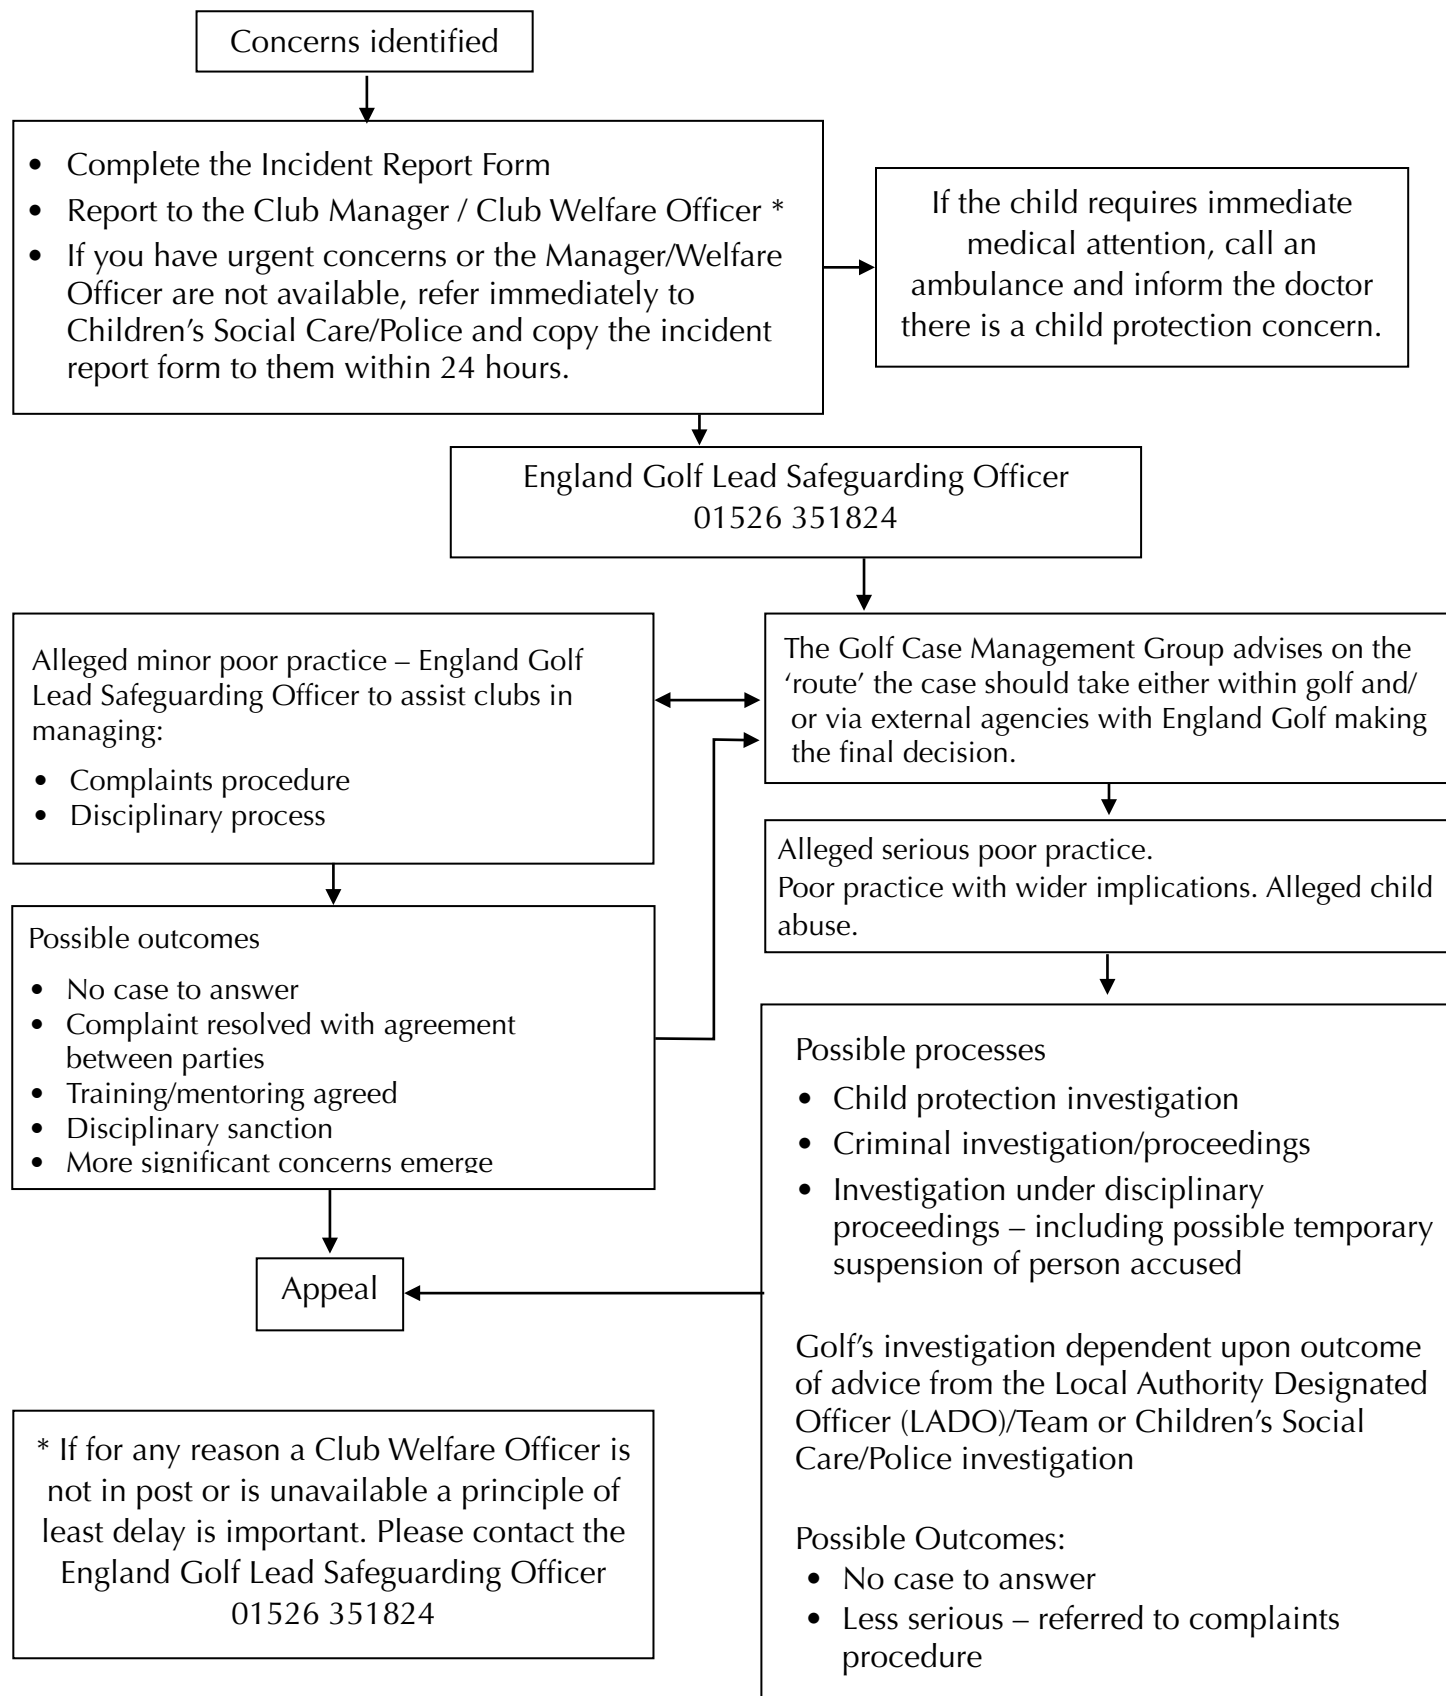 Concerns identified
• Complete the Incident Report Form
• Report to the Club Manager / Club Welfare Officer *
• If you have urgent concerns or the Manager/Welfare
Officer are not available, refer immediately to
Children’s Social Care/Police and copy the incident
report form to them within 24 hours.
If the child requires immediate
medical attention, call an
ambulance and inform the doctor
there is a child protection concern.
England Golf Lead Safeguarding Officer
01526 351824
Alleged minor poor practice – England Golf
Lead Safeguarding Officer to assist clubs in
managing:
• Complaints procedure
• Disciplinary process
The Golf Case Management Group advises on the
‘route’ the case should take either within golf and/
or via external agencies with England Golf making
the final decision.
Alleged serious poor practice.
Poor practice with wider implications. Alleged child
abuse.
Possible outcomes
• No case to answer
• Complaint resolved with agreement
between parties
• Training/mentoring agreed
• Disciplinary sanction
• More significant concerns emerge
Possible processes
• Child protection investigation
• Criminal investigation/proceedings
• Investigation under disciplinary
proceedings – including possible temporary
suspension of person accused
Golf’s investigation dependent upon outcome
of advice from the Local Authority Designated
Officer (LADO)/Team or Children’s Social
Care/Police investigation
Possible Outcomes:
• No case to answer
• Less serious – referred to complaints
procedure
Appeal
* If for any reason a Club Welfare Officer is
not in post or is unavailable a principle of
least delay is important. Please contact the
England Golf Lead Safeguarding Officer
01526 351824